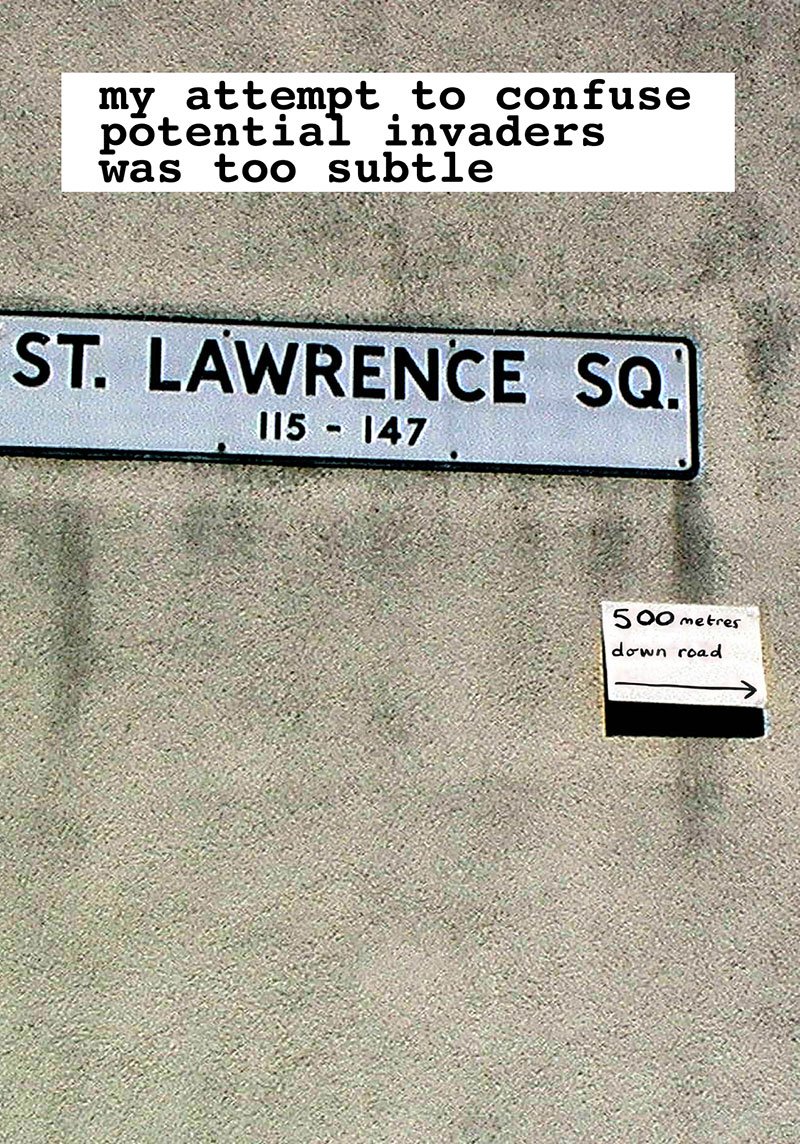 my attempt to confuse
potential invaders
was too subtle
ST. LAWRENCE SQ.
115 - 147
500 metres
down road